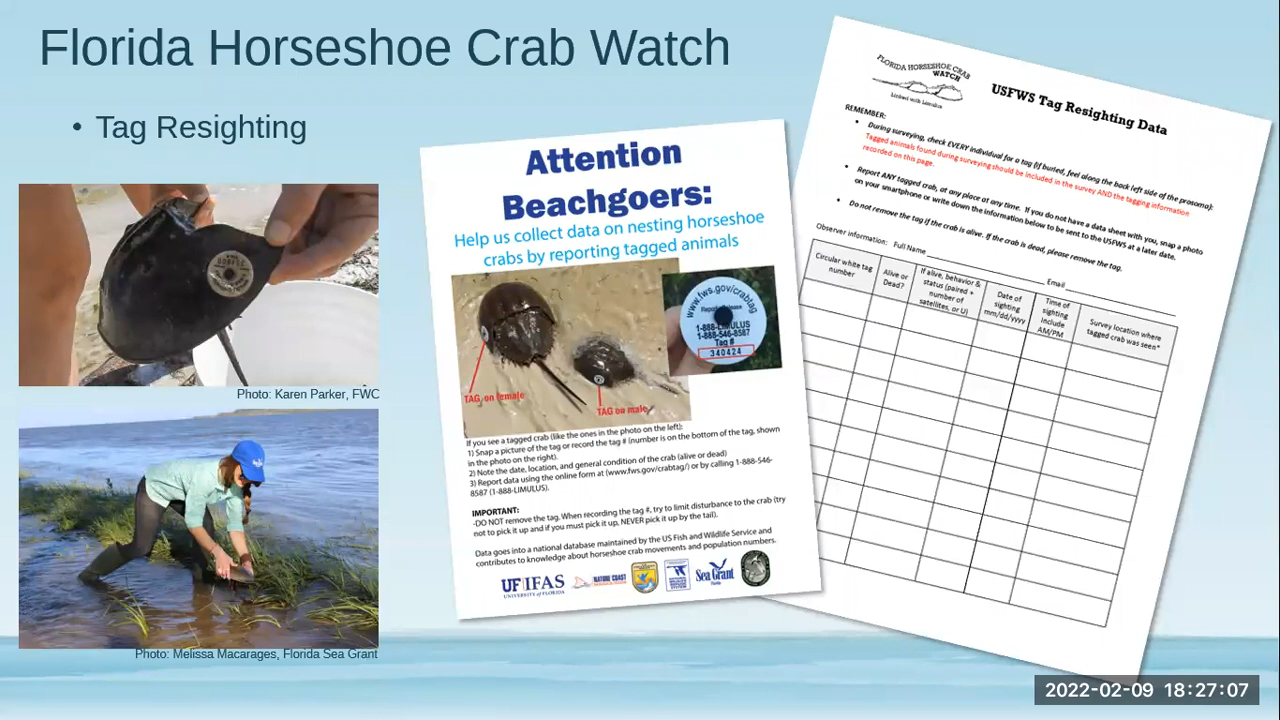 Florida Horseshoe Crab Watch
• Tag Resighting
Photo: Karen Parker, FWC
Photo: Melissa Macarages, Florida Sea Grant
Attention
Beachgoers:
Help us collect data on nesting horseshoe
crabs by reporting tagged animals
www.fws.gov/crabtag
1-888-LIMULUS
1-888-546-8587
Tag #
340424
TAG on female
TAG on male
If you see a tagged crab (like the ones in the photo on the left):
1) Snap a picture of the tag or record the tag # (number is on the bottom of the tag, shown
in the photo on the right).
2) Note the date, location, and general condition of the crab (alive or dead)
3) Report data using the online form at (www.fws.gov/crabtag/) or by calling 1-888-546-
8587 (1-888-LIMULUS).
IMPORTANT:
-DO NOT remove the tag. When recording the tag #, try to limit disturbance to the crab (try
not to pick it up and if you must pick it up, NEVER pick it up by the tail).
Data goes into a national database maintained by the US Fish and Wildlife Service and
contributes to knowledge about horseshoe crab movements and population numbers.
UF|IFAS
UNIVERSITY of FLORIDA
NATURE COAST
Sea Grant
Florida
FLORIDA HORSESHOE CRAB
WATCH
Linked with Limulus
USFWS Tag Resighting Data
REMEMBER:
• During surveying, check EVERY individual for a tag (if buried, feel along the back left side of the prosoma):
Tagged animals found during surveying should be included in the survey AND the tagging information
recorded on this page.
• Report ANY tagged crab, at any place at any time. If you do not have a data sheet with you, snap a photo
on your smartphone or write down the information below to be sent to the USFWS at a later date.
• Do not remove the tag if the crab is alive. If the crab is dead, please remove the tag.
Observer information: Full Name Email
Circular white tag
number
Alive or
Dead?
If alive, behavior &
status (paired +
number of
satellites, or U)
Date of
sighting
mm/dd/yyyy
Time of
sighting
include
AM/PM
Survey location where
tagged crab was seen*
2022-02-09 18:27:07